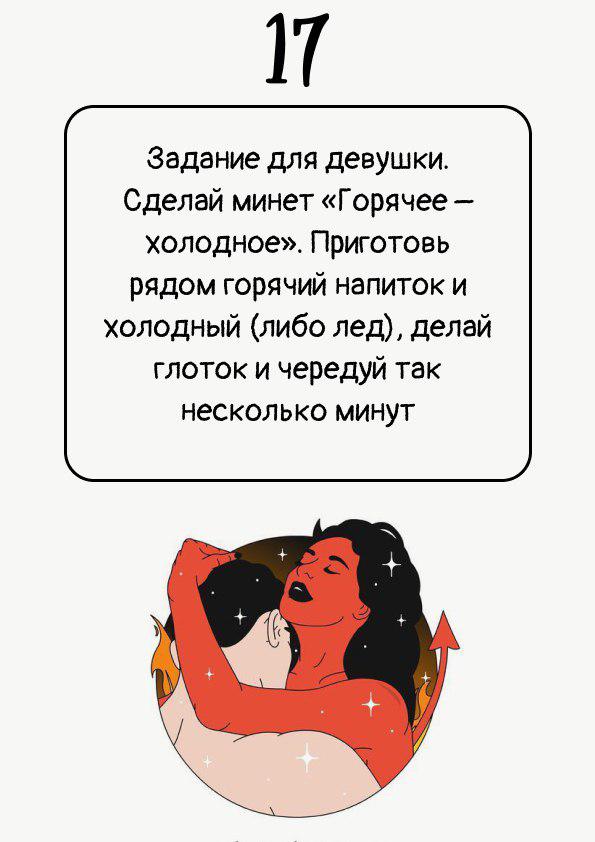 17
Задание для девушки.
Сделай минет «Горячее –
холодное». Приготовь
рядом горячий напиток и
холодный (либо лед), делай
глоток и чередуй так
несколько минут